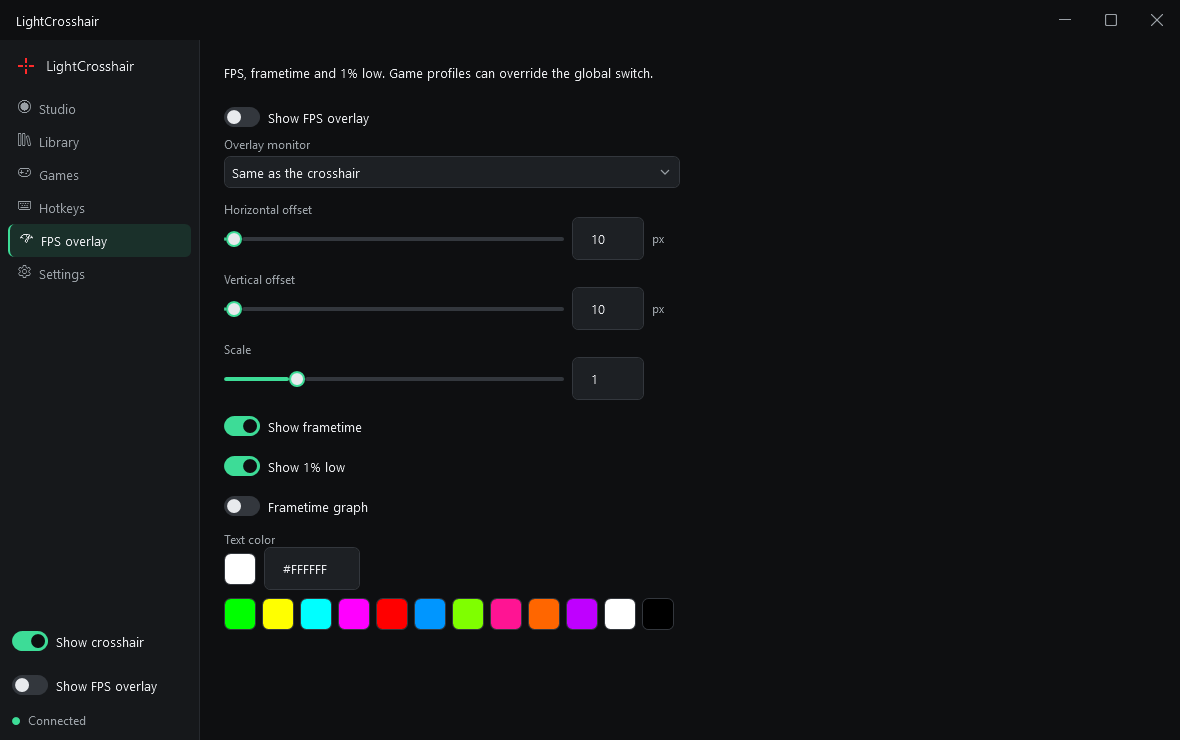 LightCrosshair
LightCrosshair
Studio
Library
Games
Hotkeys
FPS overlay
Settings
Show crosshair
Show FPS overlay
Connected
FPS, frametime and 1% low. Game profiles can override the global switch.
Show FPS overlay
Overlay monitor
Same as the crosshair
Horizontal offset
10 px
Vertical offset
10 px
Scale
1
Show frametime
Show 1% low
Frametime graph
Text color
#FFFFFF